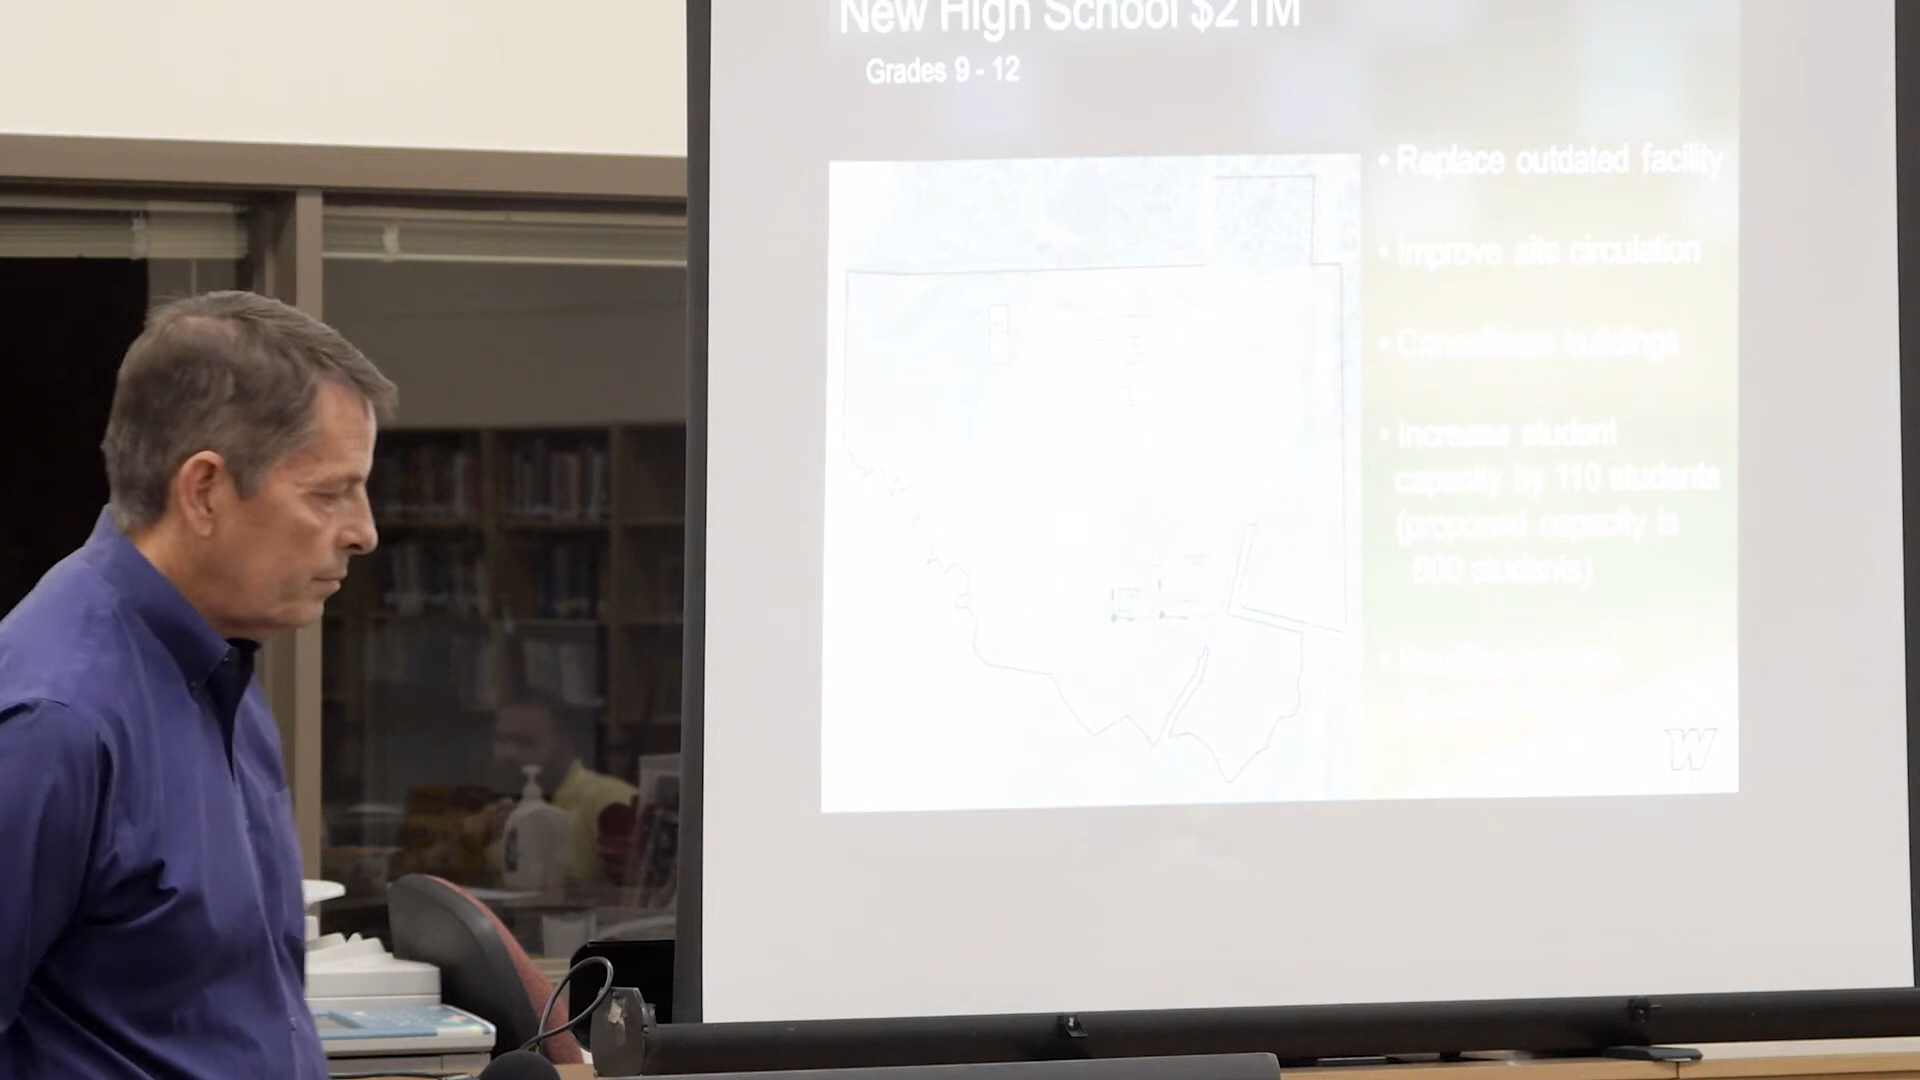 New High School $21M
Grades 9 - 12
• Replace outdated facility
• Improve site circulation
• Consolidate buildings
• Increase student
capacity by 110 students
(proposed capacity is
600 students)
W